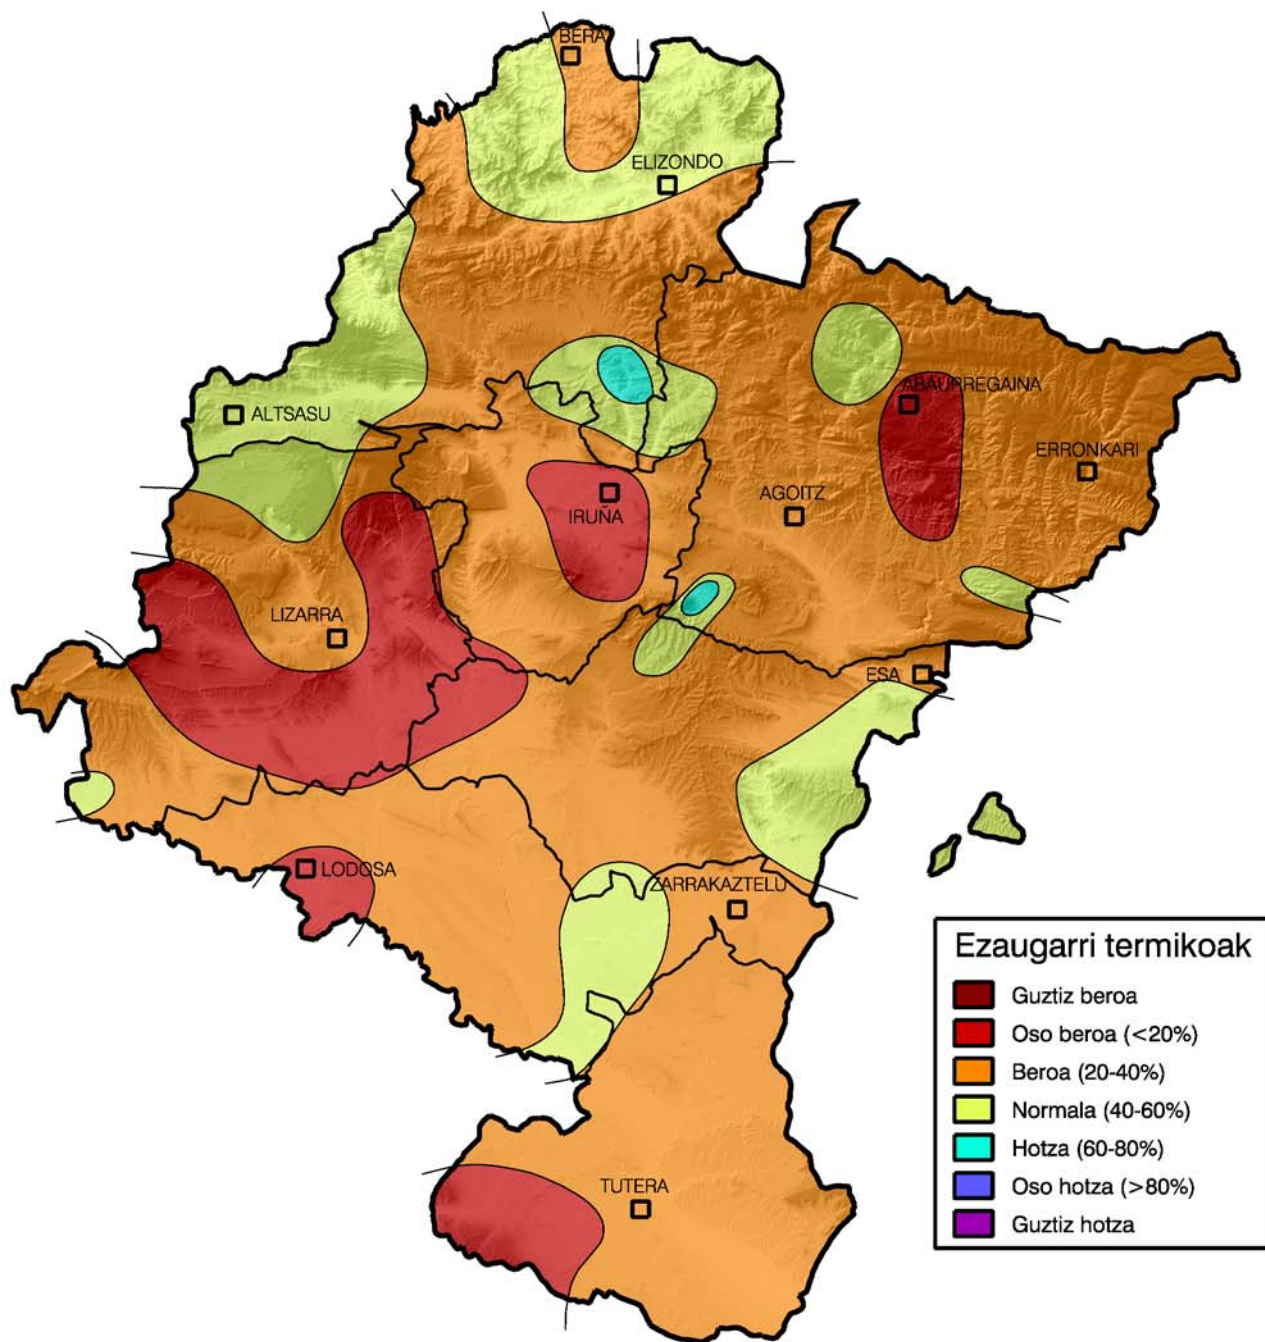 BERA
ELIZONDO
ALTSASU
ABAURREGAINA
ERRONKARI
AGOITZ
IRUÑA
LIZARRA
ESA
LODOSA
ZARRAKAZTELU
TUTERA
Ezaugarri termikoak
Guztiz beroa
Oso beroa (<20%)
Beroa (20-40%)
Normala (40-60%)
Hotza (60-80%)
Oso hotza (>80%)
Guztiz hotza